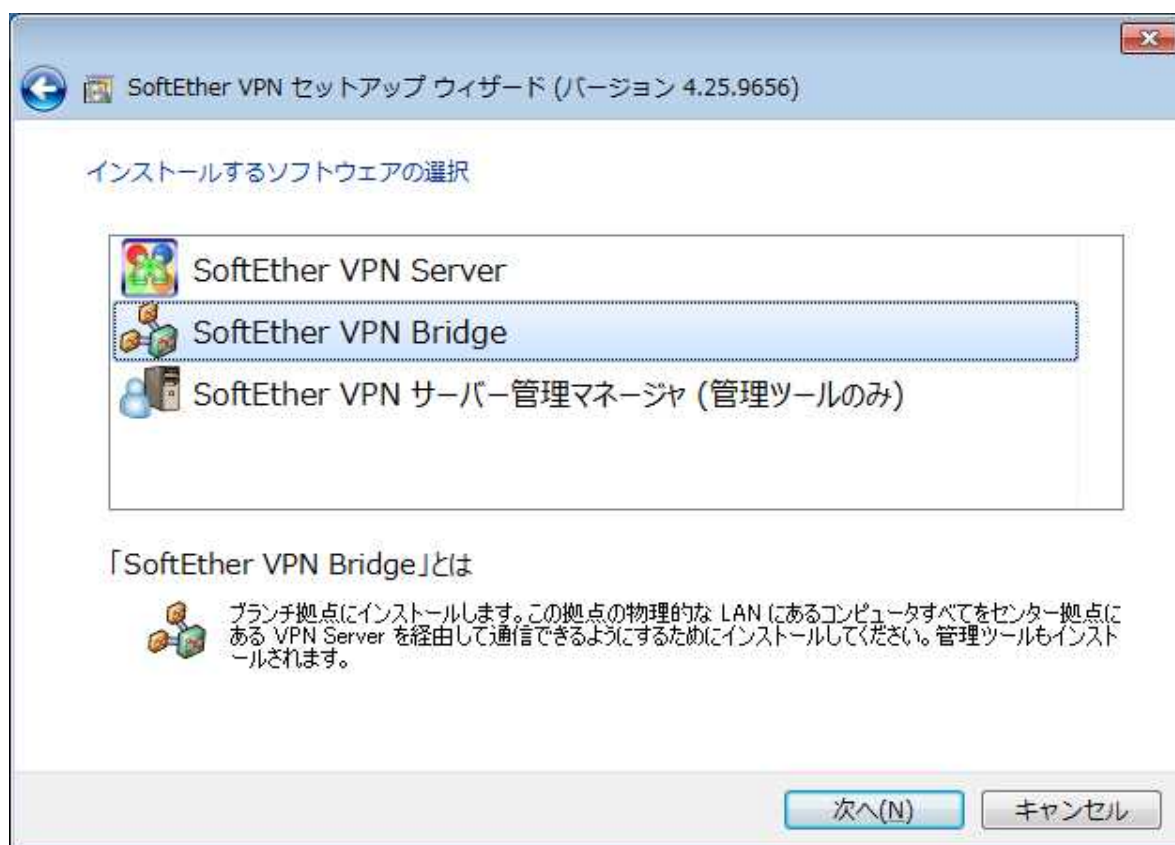 SoftEther VPN セットアップ ウィザード (バージョン 4.25.9656)
インストールするソフトウェアの選択
SoftEther VPN Server
SoftEther VPN Bridge
SoftEther VPN サーバー管理マネージャ (管理ツールのみ)
「SoftEther VPN Bridge」とは
ブランチ拠点にインストールします。この拠点の物理的な LAN にあるコンピュータすべてをセンター拠点に
ある VPN Server を経由して通信できるようにするためにインストールしてください。管理ツールもインスト
ールされます。
次へ(N)
キャンセル